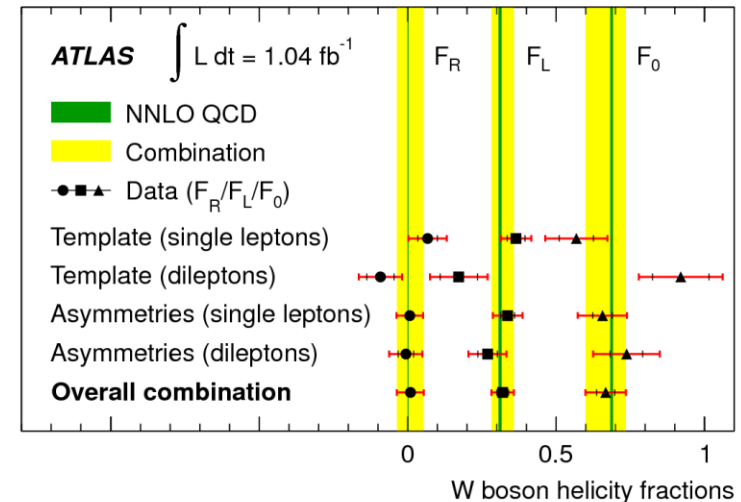 ATLAS ∫ L dt = 1.04 fb⁻¹ F_R F_L F_0
NNLO QCD
Combination
Data (F_R/F_L/F_0)
Template (single leptons)
Template (dileptons)
Asymmetries (single leptons)
Asymmetries (dileptons)
Overall combination
0 0.5 1
W boson helicity fractions